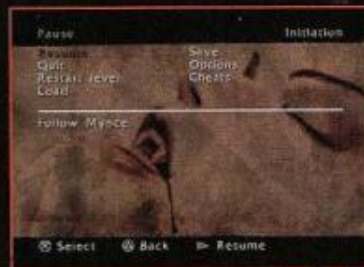 Pause Initiation
Resume Save
Quit Options
Restart level Cheats
Load
Follow Mynce
Select Back Resume